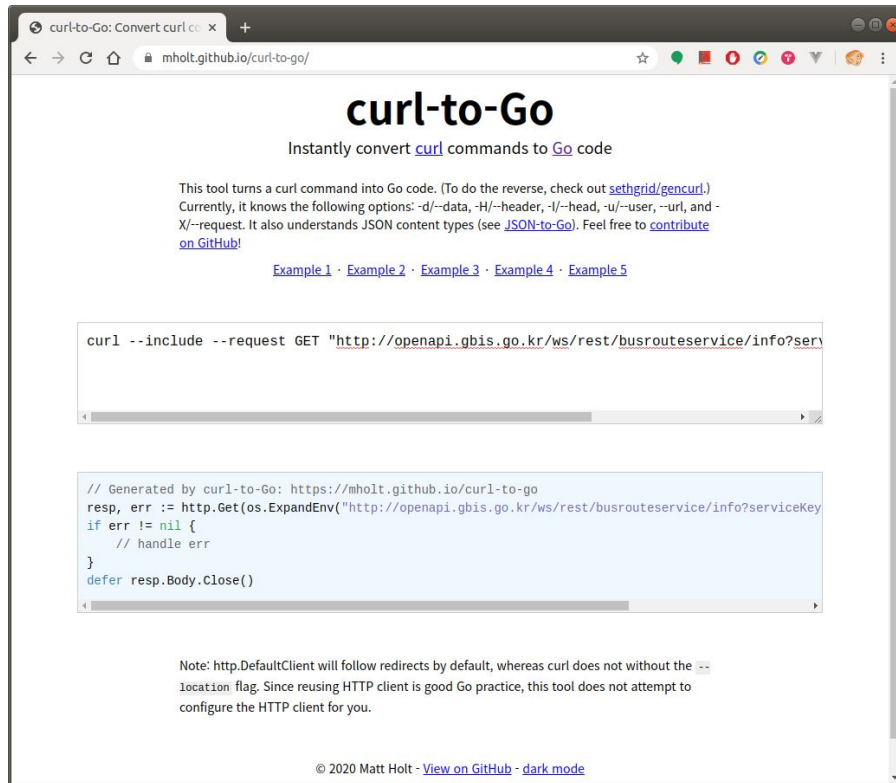 curl-to-Go: Convert curl co
mholt.github.io/curl-to-go/
curl-to-Go
Instantly convert curl commands to Go code
This tool turns a curl command into Go code. (To do the reverse, check out sethgrid/gencurl.)
Currently, it knows the following options: -d/--data, -H/--header, -I/--head, -u/--user, --url, and -
X/--request. It also understands JSON content types (see JSON-to-Go). Feel free to contribute
on GitHub!
Example 1 · Example 2 · Example 3 · Example 4 · Example 5
curl --include --request GET "http://openapi.gbis.go.kr/ws/rest/busrouteservice/info?serv
// Generated by curl-to-Go: https://mholt.github.io/curl-to-go
resp, err := http.Get(os.ExpandEnv("http://openapi.gbis.go.kr/ws/rest/busrouteservice/info?serviceKey
if err != nil {
// handle err
}
defer resp.Body.Close()
Note: http.DefaultClient will follow redirects by default, whereas curl does not without the --
location flag. Since reusing HTTP client is good Go practice, this tool does not attempt to
configure the HTTP client for you.
© 2020 Matt Holt - View on GitHub - dark mode